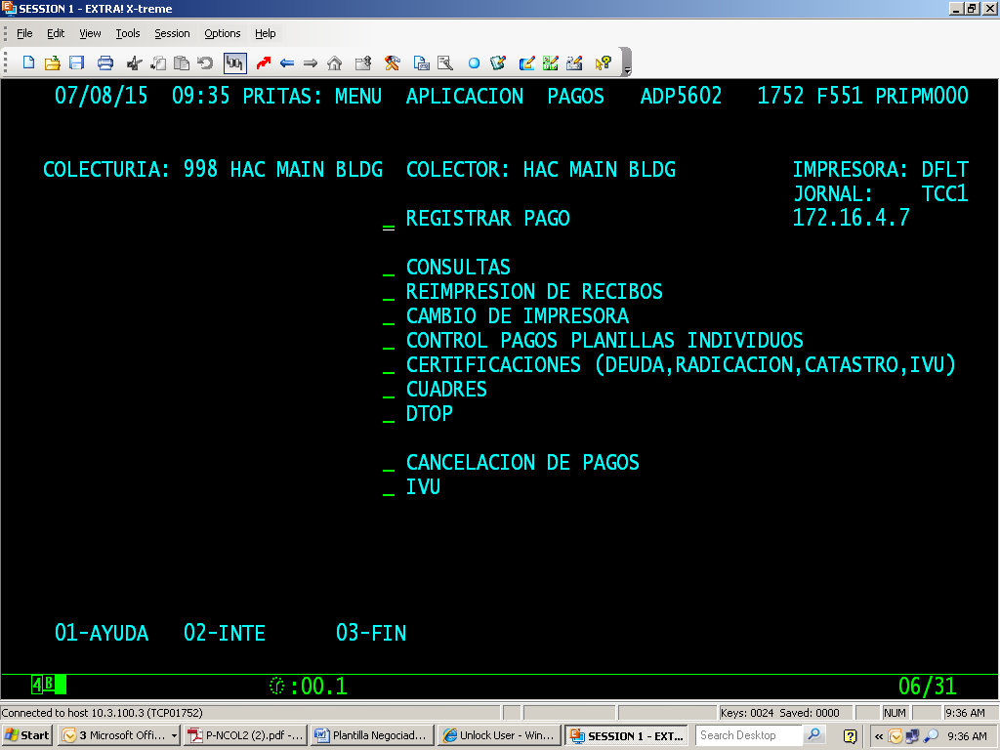 SESSION 1 - EXTRA! X-treme
File Edit View Tools Session Options Help
07/08/15 09:35 PRITAS: MENU APLICACION PAGOS ADP5602 1752 F551 PRIPM000
COLECTURIA: 998 HAC MAIN BLDG COLECTOR: HAC MAIN BLDG IMPRESORA: DFLT
JORNAL: TCC1
_ REGISTRAR PAGO 172.16.4.7
_ CONSULTAS
_ REIMPRESION DE RECIBOS
_ CAMBIO DE IMPRESORA
_ CONTROL PAGOS PLANILLAS INDIVIDUOS
_ CERTIFICACIONES (DEUDA,RADICACION,CATASTRO,IVU)
_ CUADRES
_ DTOP
_ CANCELACION DE PAGOS
_ IVU
01-AYUDA 02-INTE 03-FIN
4B :00.1 06/31
Connected to host 10.3.100.3 (TCP01752) Keys: 0024 Saved: 0000 NUM 9:36 AM
Start 3 Microsoft Offi... P-NCOL2 (2).pdf -... Plantilla Negociad... Unlock User - Win... SESSION 1 - EXT... Search Desktop « 9:36 AM